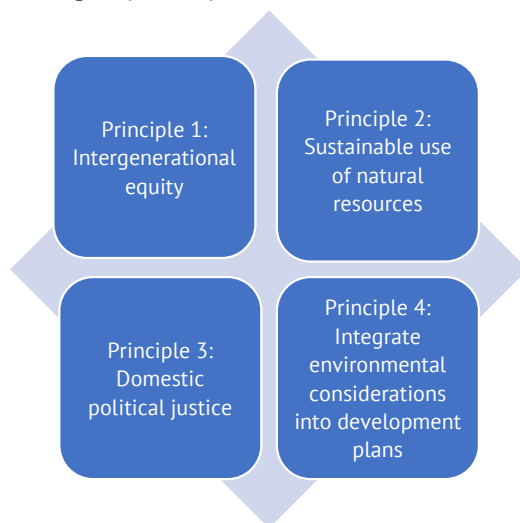 Principle 1:
Intergenerational
equity
Principle 2:
Sustainable use
of natural
resources
Principle 3:
Domestic
political justice
Principle 4:
Integrate
environmental
considerations
into development
plans